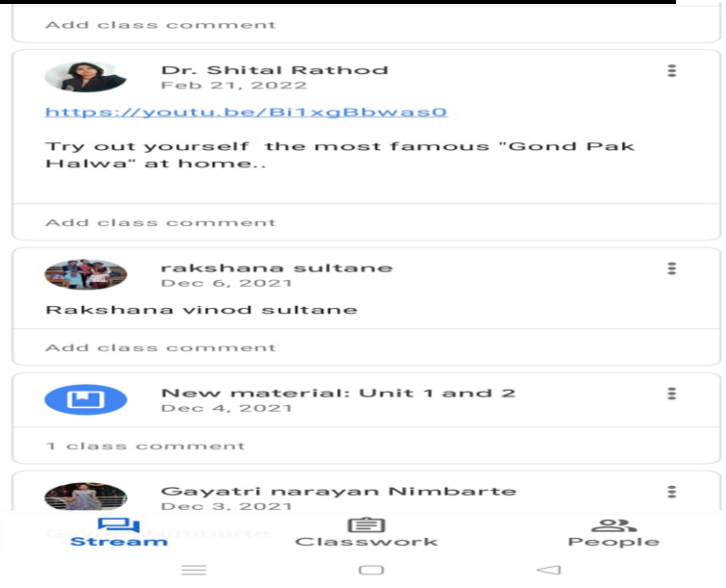 Add class comment
Dr. Shital Rathod
Feb 21, 2022
https://youtu.be/Bi1xgBbwas0
Try out yourself the most famous "Gond Pak
Halwa" at home..
Add class comment
rakshana sultane
Dec 6, 2021
Rakshana vinod sultane
Add class comment
New material: Unit 1 and 2
Dec 4, 2021
1 class comment
Gayatri narayan Nimbarte
Dec 3, 2021
Stream
Classwork
People